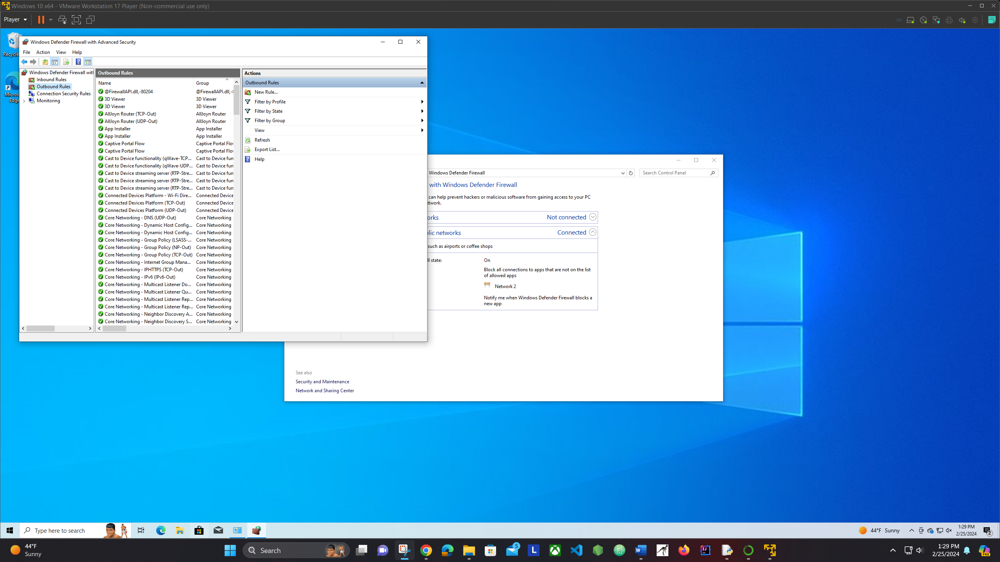 Windows 10 x64 - VMware Workstation 17 Player (Non-commercial use only)
Player
Recycle
Micros
Edge
Windows Defender Firewall with Advanced Security
File Action View Help
Windows Defender Firewall with
Inbound Rules
Outbound Rules
Connection Security Rules
Monitoring
Outbound Rules
Name Group
@FirewallAPI.dll,-80204 @FirewallAPI.dll,-8
3D Viewer 3D Viewer
3D Viewer 3D Viewer
AllJoyn Router (TCP-Out) AllJoyn Router
AllJoyn Router (UDP-Out) AllJoyn Router
App Installer App Installer
App Installer App Installer
Captive Portal Flow Captive Portal Flow
Captive Portal Flow Captive Portal Flow
Cast to Device functionality (qWave-TCP... Cast to Device fun
Cast to Device functionality (qWave-UDP... Cast to Device fun
Cast to Device streaming server (RTP-Stre... Cast to Device fun
Cast to Device streaming server (RTP-Stre... Cast to Device fun
Cast to Device streaming server (RTP-Stre... Cast to Device fun
Connected Devices Platform - Wi-Fi Dire... Connected Device
Connected Devices Platform (TCP-Out) Connected Device
Connected Devices Platform (UDP-Out) Connected Device
Core Networking - DNS (UDP-Out) Core Networking
Core Networking - Dynamic Host Config... Core Networking
Core Networking - Dynamic Host Config... Core Networking
Core Networking - Group Policy (LSASS-... Core Networking
Core Networking - Group Policy (NP-Out) Core Networking
Core Networking - Group Policy (TCP-Out) Core Networking
Core Networking - Internet Group Mana... Core Networking
Core Networking - IPHTTPS (TCP-Out) Core Networking
Core Networking - IPv6 (IPv6-Out) Core Networking
Core Networking - Multicast Listener Do... Core Networking
Core Networking - Multicast Listener Qu... Core Networking
Core Networking - Multicast Listener Rep... Core Networking
Core Networking - Multicast Listener Rep... Core Networking
Core Networking - Neighbor Discovery A... Core Networking
Core Networking - Neighbor Discovery S... Core Networking
Actions
Outbound Rules
New Rule...
Filter by Profile
Filter by State
Filter by Group
View
Refresh
Export List...
Help
Windows Defender Firewall
Search Control Panel
with Windows Defender Firewall
can help prevent hackers or malicious software from gaining access to your PC
etwork.
orks Not connected
blic networks Connected
such as airports or coffee shops
ll state: On
Block all connections to apps that are not on the list
of allowed apps
Network 2
Notify me when Windows Defender Firewall blocks a
new app
See also
Security and Maintenance
Network and Sharing Center
Type here to search
44°F Sunny
1:29 PM
2/25/2024
2
44°F
Sunny
Search
5
L
W
IJ
1:29 PM
2/25/2024
PRE